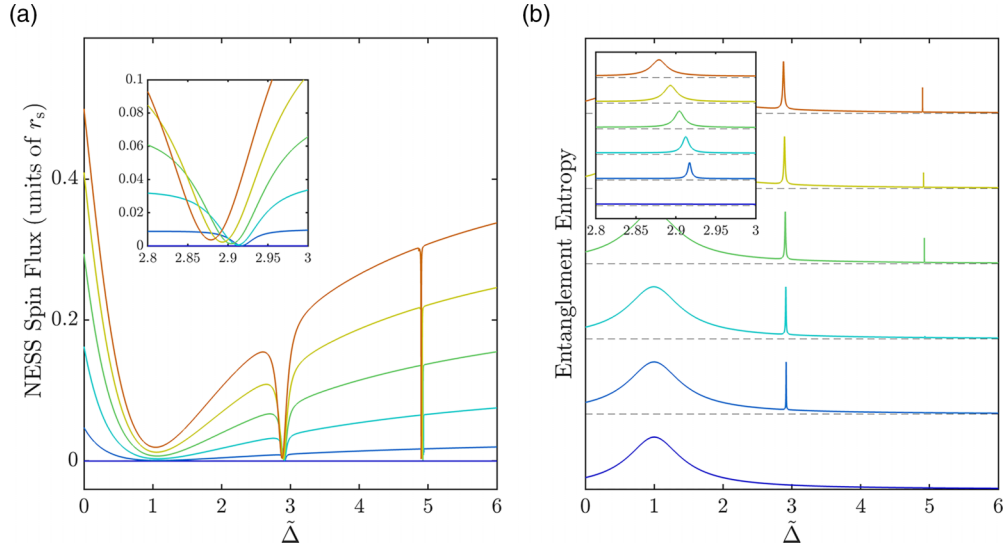 (a)
NESS Spin Flux (units of r_s)
0.4
0.2
0
0 1 2 3 4 5 6
Δ̃
0.1
0.08
0.06
0.04
0.02
0
2.8 2.85 2.9 2.95 3
(b)
Entanglement Entropy
2.8 2.85 2.9 2.95 3
0 1 2 3 4 5 6
Δ̃